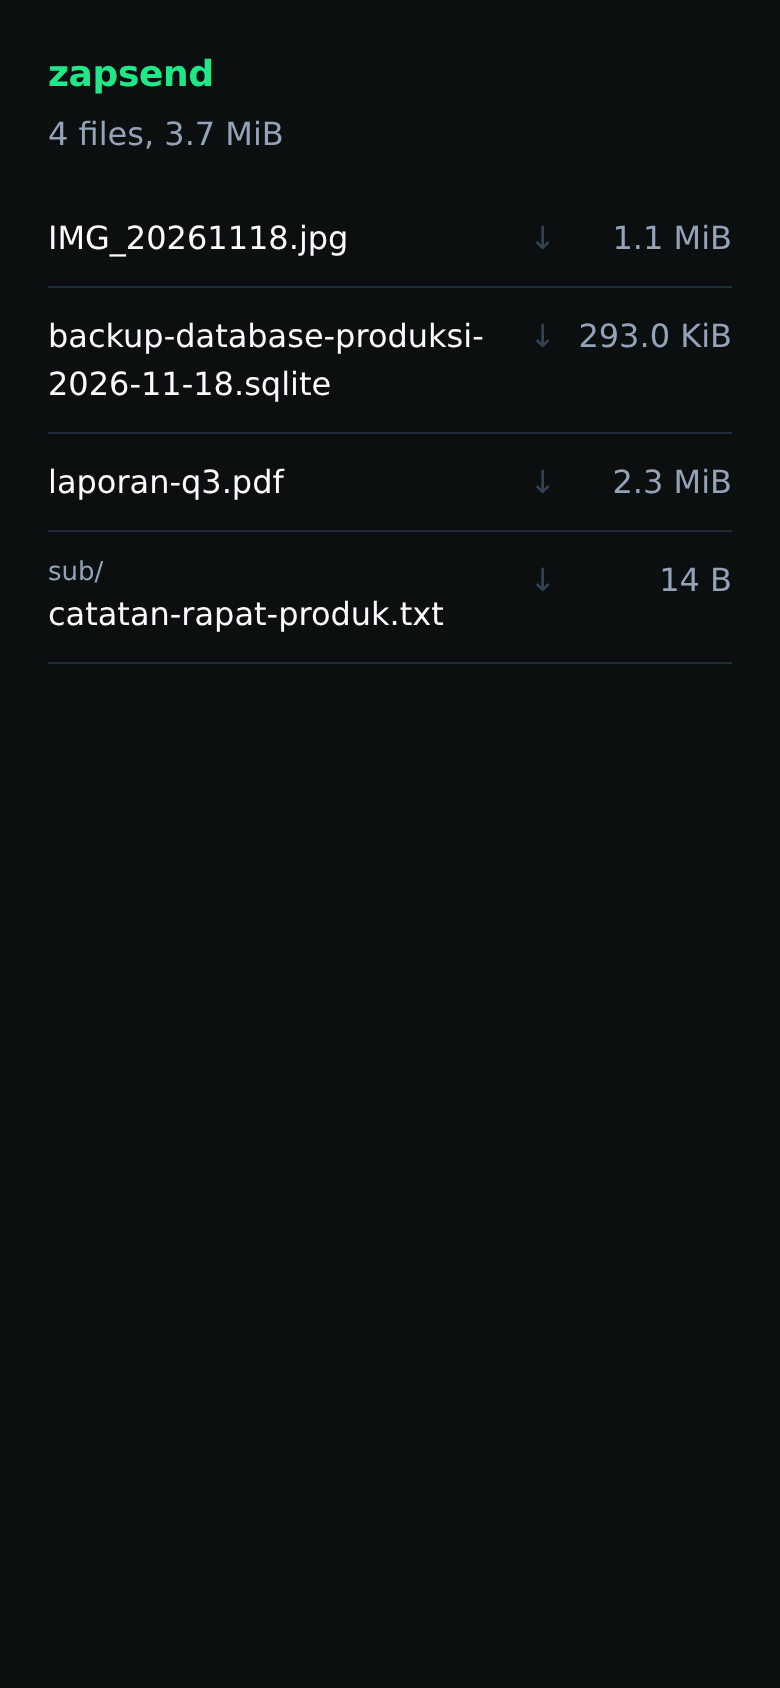 zapsend
4 files, 3.7 MiB
IMG_20261118.jpg ↓ 1.1 MiB
backup-database-produksi- ↓ 293.0 KiB
2026-11-18.sqlite
laporan-q3.pdf ↓ 2.3 MiB
sub/
catatan-rapat-produk.txt ↓ 14 B